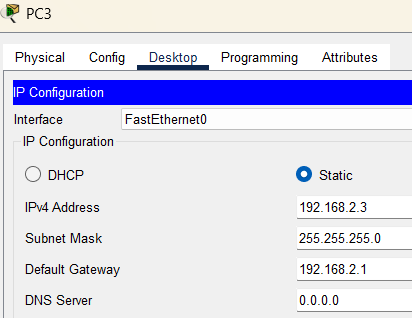 PC3
Physical Config Desktop Programming Attributes
IP Configuration
Interface FastEthernet0
IP Configuration
DHCP Static
IPv4 Address 192.168.2.3
Subnet Mask 255.255.255.0
Default Gateway 192.168.2.1
DNS Server 0.0.0.0